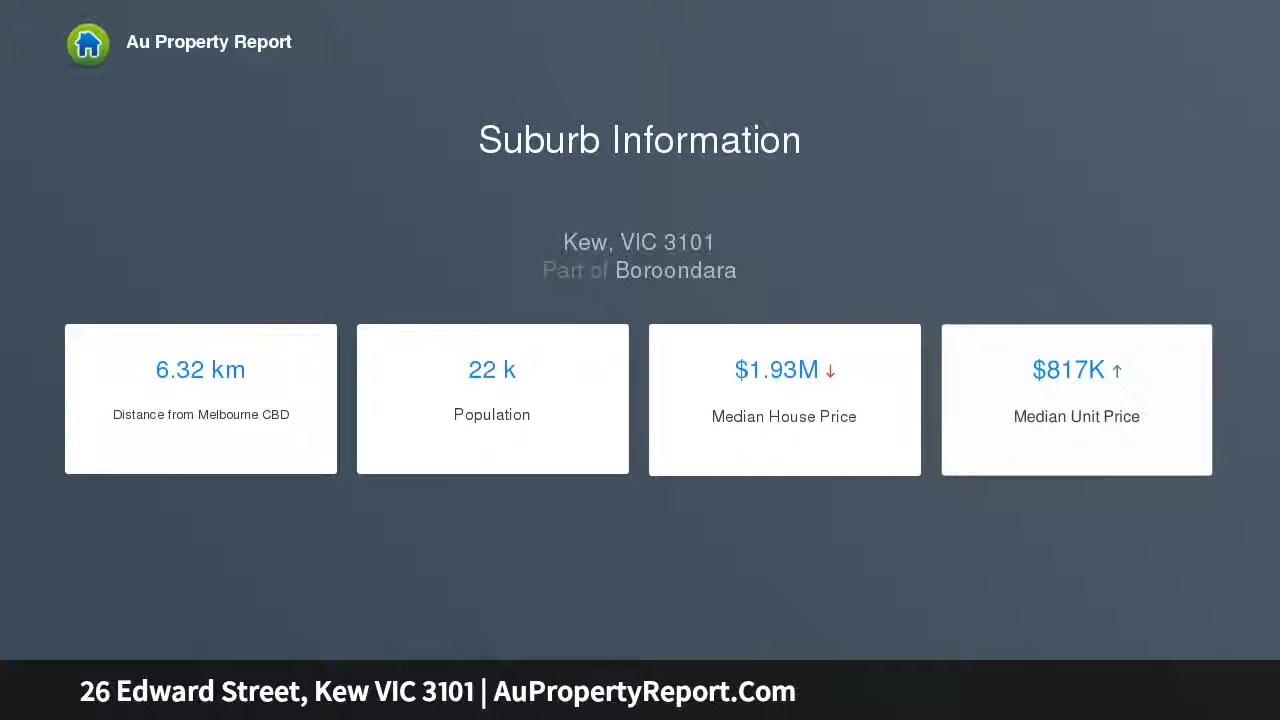 Au Property Report
Suburb Information
Kew, VIC 3101
Part of Boroondara
6.32 km
Distance from Melbourne CBD
22 k
Population
$1.93M ↓
Median House Price
$817K ↑
Median Unit Price
26 Edward Street, Kew VIC 3101 | AuPropertyReport.Com